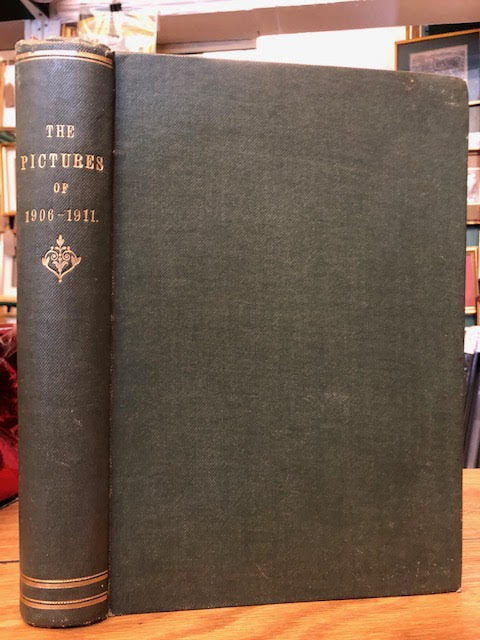 THE
PICTURES
OF
1906-1911.